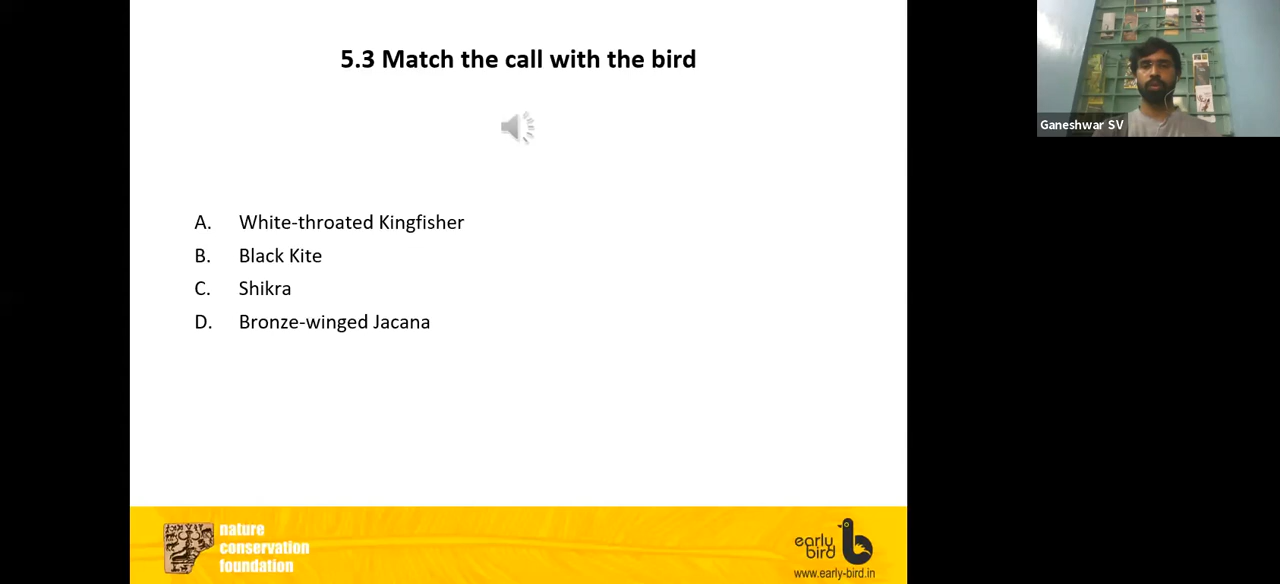 5.3 Match the call with the bird
Ganeshwar SV
A. White-throated Kingfisher
B. Black Kite
C. Shikra
D. Bronze-winged Jacana
nature
conservation
foundation
early
bird
www.early-bird.in